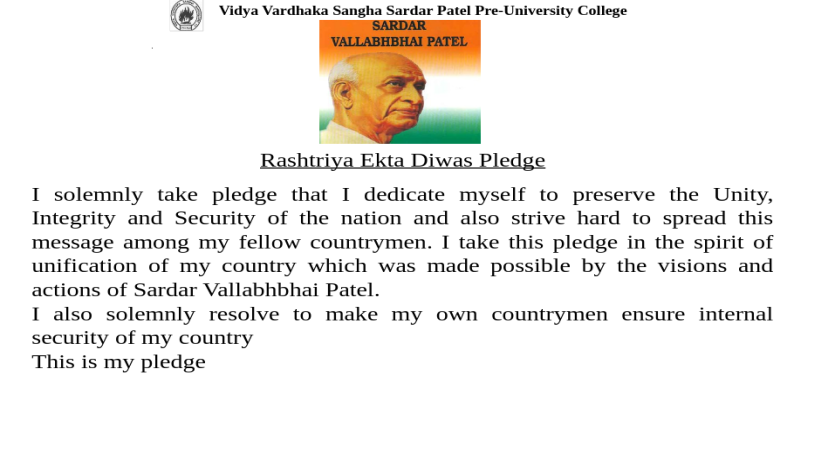 Vidya Vardhaka Sangha Sardar Patel Pre-University College
SARDAR
VALLABHBHAI PATEL
Rashtriya Ekta Diwas Pledge
I solemnly take pledge that I dedicate myself to preserve the Unity,
Integrity and Security of the nation and also strive hard to spread this
message among my fellow countrymen. I take this pledge in the spirit of
unification of my country which was made possible by the visions and
actions of Sardar Vallabhbhai Patel.
I also solemnly resolve to make my own countrymen ensure internal
security of my country
This is my pledge